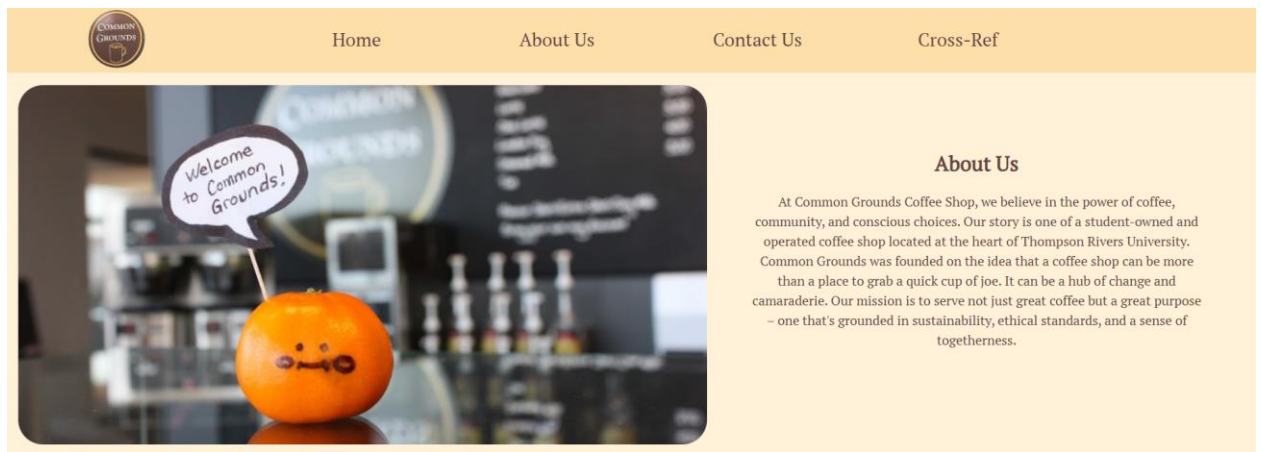 COMMON
GROUNDS
Home
About Us
Contact Us
Cross-Ref
COMMON
GROUNDS
Welcome
to Common
Grounds!
About Us
At Common Grounds Coffee Shop, we believe in the power of coffee,
community, and conscious choices. Our story is one of a student-owned and
operated coffee shop located at the heart of Thompson Rivers University.
Common Grounds was founded on the idea that a coffee shop can be more
than a place to grab a quick cup of joe. It can be a hub of change and
camaraderie. Our mission is to serve not just great coffee but a great purpose
– one that's grounded in sustainability, ethical standards, and a sense of
togetherness.